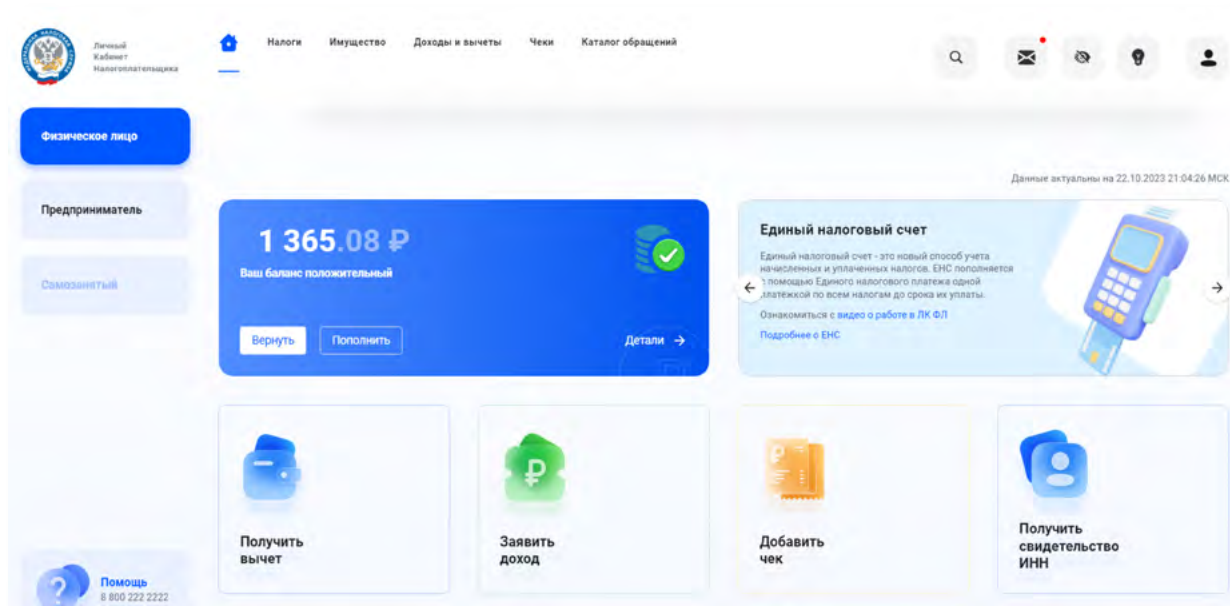 Личный
Кабинет
Налогоплательщика
Налоги
Имущество
Доходы и вычеты
Чеки
Каталог обращений
Физическое лицо
Предприниматель
Самозанятый
Данные актуальны на 22.10.2023 21:04:26 МСК
1 365.08 ₽
Ваш баланс положительный
Вернуть
Пополнить
Детали →
Единый налоговый счет
Единый налоговый счет - это новый способ учета
начисленных и уплаченных налогов. ЕНС пополняется
с помощью Единого налогового платежа одной
платежкой по всем налогам до срока их уплаты.
Ознакомиться с видео о работе в ЛК ФЛ
Подробнее о ЕНС
Получить
вычет
Заявить
доход
Добавить
чек
Получить
свидетельство
ИНН
Помощь
8 800 222 2222